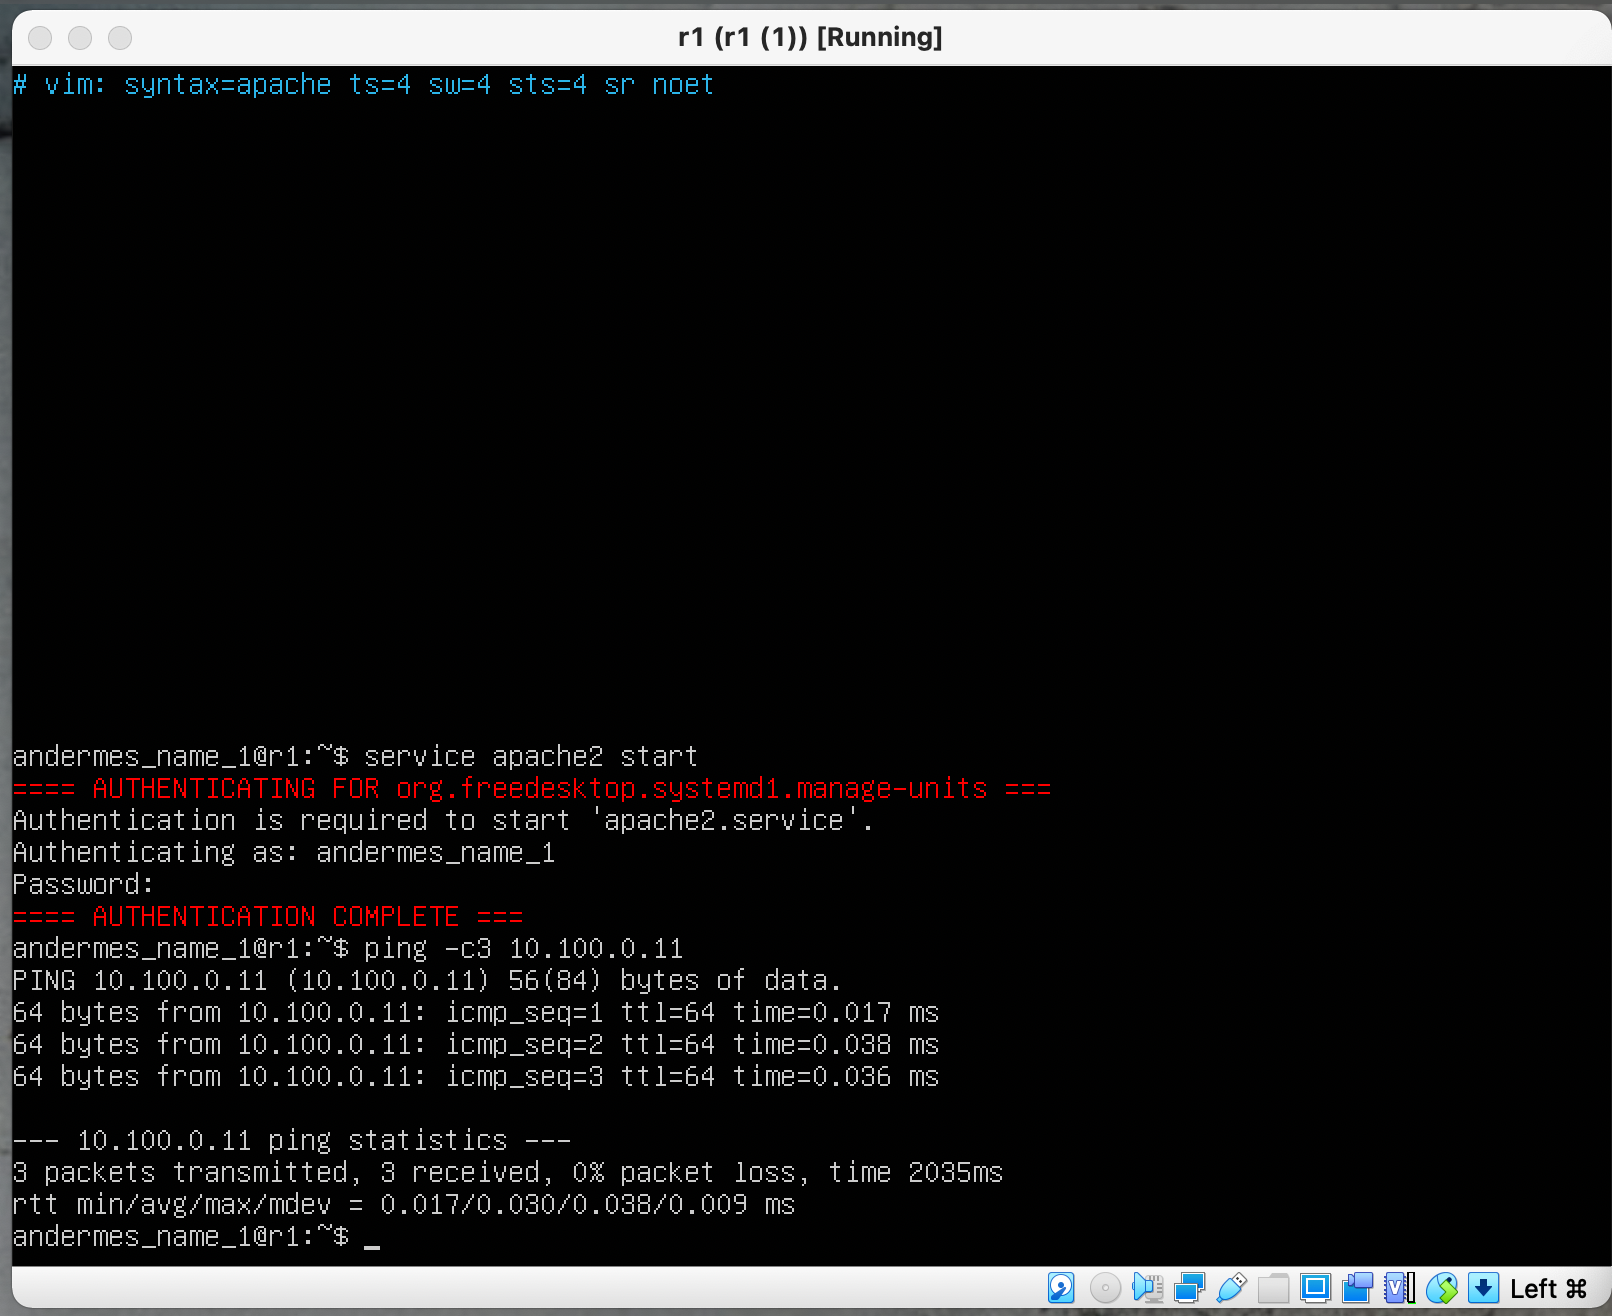 r1 (r1 (1)) [Running]
# vim: syntax=apache ts=4 sw=4 sts=4 sr noet
andermes_name_1@r1:~$ service apache2 start
==== AUTHENTICATING FOR org.freedesktop.systemd1.manage-units ===
Authentication is required to start 'apache2.service'.
Authenticating as: andermes_name_1
Password:
==== AUTHENTICATION COMPLETE ===
andermes_name_1@r1:~$ ping -c3 10.100.0.11
PING 10.100.0.11 (10.100.0.11) 56(84) bytes of data.
64 bytes from 10.100.0.11: icmp_seq=1 ttl=64 time=0.017 ms
64 bytes from 10.100.0.11: icmp_seq=2 ttl=64 time=0.038 ms
64 bytes from 10.100.0.11: icmp_seq=3 ttl=64 time=0.036 ms
--- 10.100.0.11 ping statistics ---
3 packets transmitted, 3 received, 0% packet loss, time 2035ms
rtt min/avg/max/mdev = 0.017/0.030/0.038/0.009 ms
andermes_name_1@r1:~$ _
Left ⌘